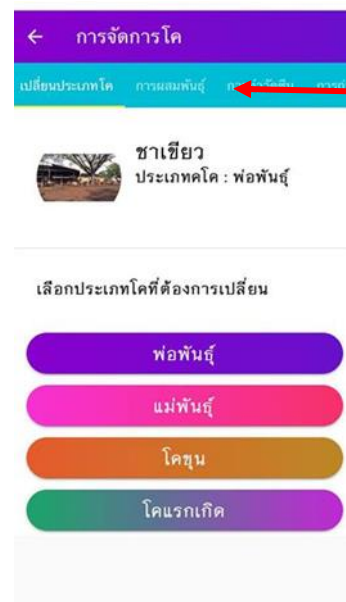 ← การจัดการโค
เปลี่ยนประเภทโค การผสมพันธุ์
ชาเขียว
ประเภทคโค : พ่อพันธุ์
เลือกประเภทโคที่ต้องการเปลี่ยน
พ่อพันธุ์
แม่พันธุ์
โคขุน
โคแรกเกิด